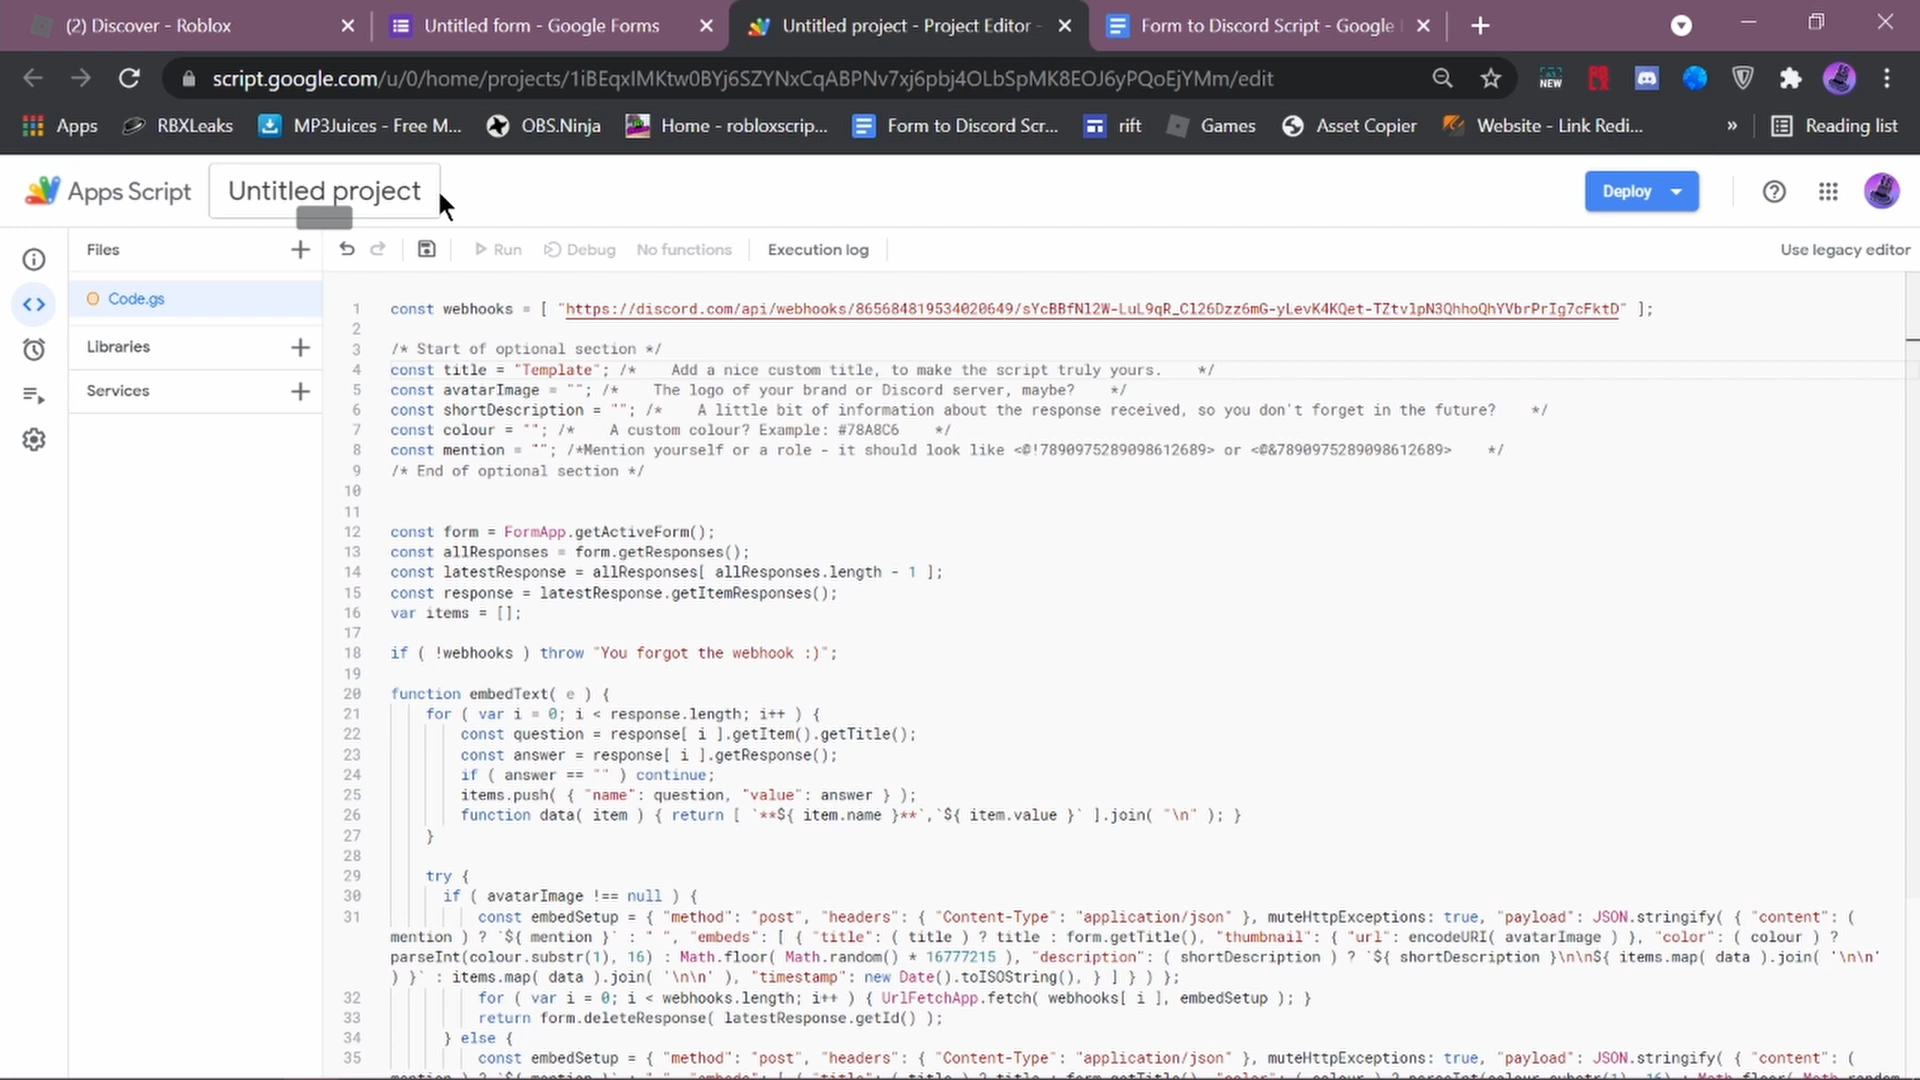 (2) Discover - Roblox
Untitled form - Google Forms
Untitled project - Project Editor -
Form to Discord Script - Google
script.google.com/u/0/home/projects/1iBEqxIMKtw0BYj6SZYNxCqABPNv7xj6pbj4OLbSpMK8EOJ6yPQoEjYMm/edit
NEW
Apps
RBXLeaks
MP3Juices - Free M...
OBS.Ninja
Home - robloxscrip...
Form to Discord Scr...
rift
Games
Asset Copier
Website - Link Redi...
»
Reading list
Apps Script
Untitled project
Deploy
Files
Run
Debug
No functions
Execution log
Use legacy editor
Code.gs
Libraries
Services
1 const webhooks = [ "https://discord.com/api/webhooks/865684819534020649/sYcBBfNl2W-LuL9qR_Cl26Dzz6mG-yLevK4KQet-TZtvlpN3QhhoQhYVbrPrIg7cFktD" ];
2
3 /* Start of optional section */
4 const title = "Template"; /* Add a nice custom title, to make the script truly yours. */
5 const avatarImage = ""; /* The logo of your brand or Discord server, maybe? */
6 const shortDescription = ""; /* A little bit of information about the response received, so you don't forget in the future? */
7 const colour = ""; /* A custom colour? Example: #78A8C6 */
8 const mention = ""; /*Mention yourself or a role - it should look like <@!7890975289098612689> or <@&7890975289098612689> */
9 /* End of optional section */
10
11
12 const form = FormApp.getActiveForm();
13 const allResponses = form.getResponses();
14 const latestResponse = allResponses[ allResponses.length - 1 ];
15 const response = latestResponse.getItemResponses();
16 var items = [];
17
18 if ( !webhooks ) throw "You forgot the webhook :)";
19
20 function embedText( e ) {
21 for ( var i = 0; i < response.length; i++ ) {
22 const question = response[ i ].getItem().getTitle();
23 const answer = response[ i ].getResponse();
24 if ( answer == "" ) continue;
25 items.push( { "name": question, "value": answer } );
26 function data( item ) { return [ `**${ item.name }**`,`${ item.value }` ].join( "\n" ); }
27 }
28
29 try {
30 if ( avatarImage !== null ) {
31 const embedSetup = { "method": "post", "headers": { "Content-Type": "application/json" }, muteHttpExceptions: true, "payload": JSON.stringify( { "content": (
mention ) ? `${ mention }` : " ", "embeds": [ { "title": ( title ) ? title : form.getTitle(), "thumbnail": { "url": encodeURI( avatarImage ) }, "color": ( colour ) ?
parseInt(colour.substr(1), 16) : Math.floor( Math.random() * 16777215 ), "description": ( shortDescription ) ? `${ shortDescription }\n\n${ items.map( data ).join( '\n\n'
) }` : items.map( data ).join( '\n\n' ), "timestamp": new Date().toISOString(), } ] } ) };
32 for ( var i = 0; i < webhooks.length; i++ ) { UrlFetchApp.fetch( webhooks[ i ], embedSetup ); }
33 return form.deleteResponse( latestResponse.getId() );
34 } else {
35 const embedSetup = { "method": "post", "headers": { "Content-Type": "application/json" }, muteHttpExceptions: true, "payload": JSON.stringify( { "content": (